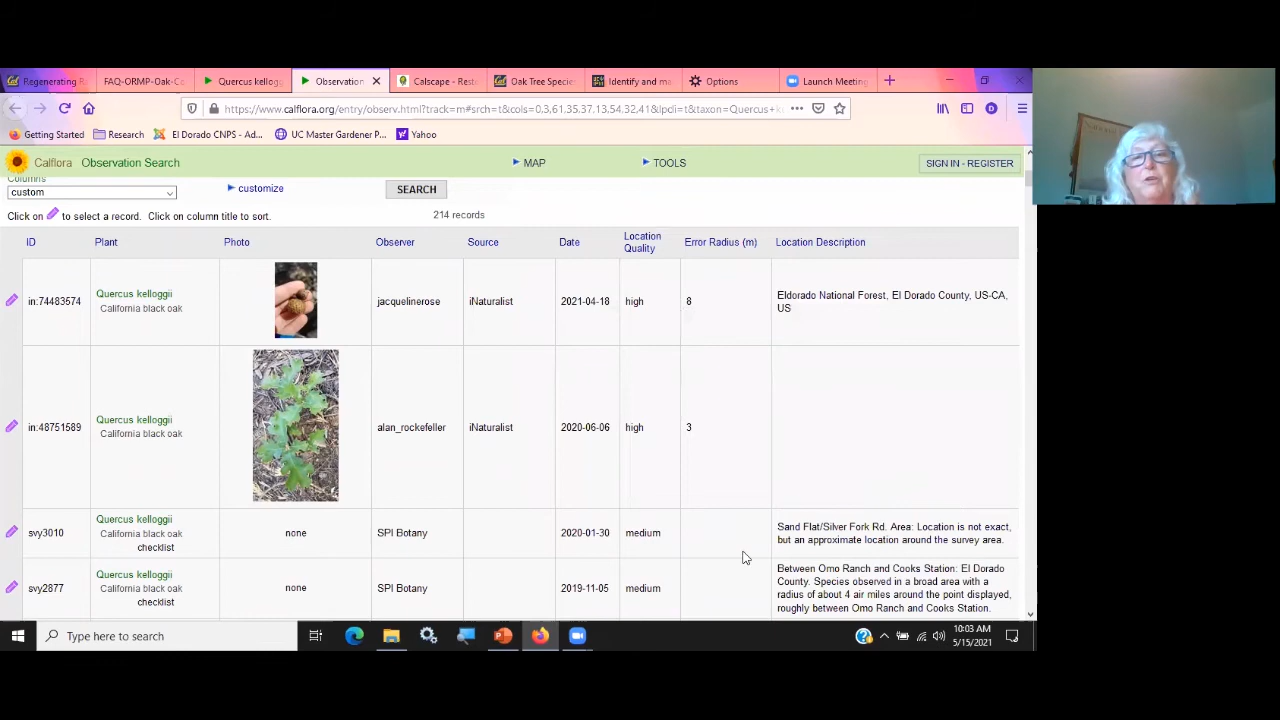 Regenerating R
FAQ-ORMP-Oak-Co
Quercus kellogg
Observation
Calscape - Rest
Oak Tree Specie
Identify and ma
Options
Launch Meeting
https://www.calflora.org/entry/observ.html?track=m#srch=t&cols=0,3,61,35,37,13,54,32,41&lpdi=t&taxon=Quercus+k
Getting Started
Research
El Dorado CNPS - Ad...
UC Master Gardener P...
Yahoo
Calflora Observation Search
MAP
TOOLS
SIGN IN - REGISTER
Columns
custom
customize
SEARCH
Click on to select a record. Click on column title to sort.
214 records
ID Plant Photo Observer Source Date Location Quality Error Radius (m) Location Description
in:74483574
Quercus kelloggii
California black oak
jacquelinerose
iNaturalist
2021-04-18
high
8
Eldorado National Forest, El Dorado County, US-CA,
US
in:48751589
Quercus kelloggii
California black oak
alan_rockefeller
iNaturalist
2020-06-06
high
3
svy3010
Quercus kelloggii
California black oak
checklist
none
SPI Botany
2020-01-30
medium
Sand Flat/Silver Fork Rd. Area: Location is not exact,
but an approximate location around the survey area.
svy2877
Quercus kelloggii
California black oak
checklist
none
SPI Botany
2019-11-05
medium
Between Omo Ranch and Cooks Station: El Dorado
County. Species observed in a broad area with a
radius of about 4 air miles around the point displayed,
roughly between Omo Ranch and Cooks Station.
Type here to search
10:03 AM
5/15/2021